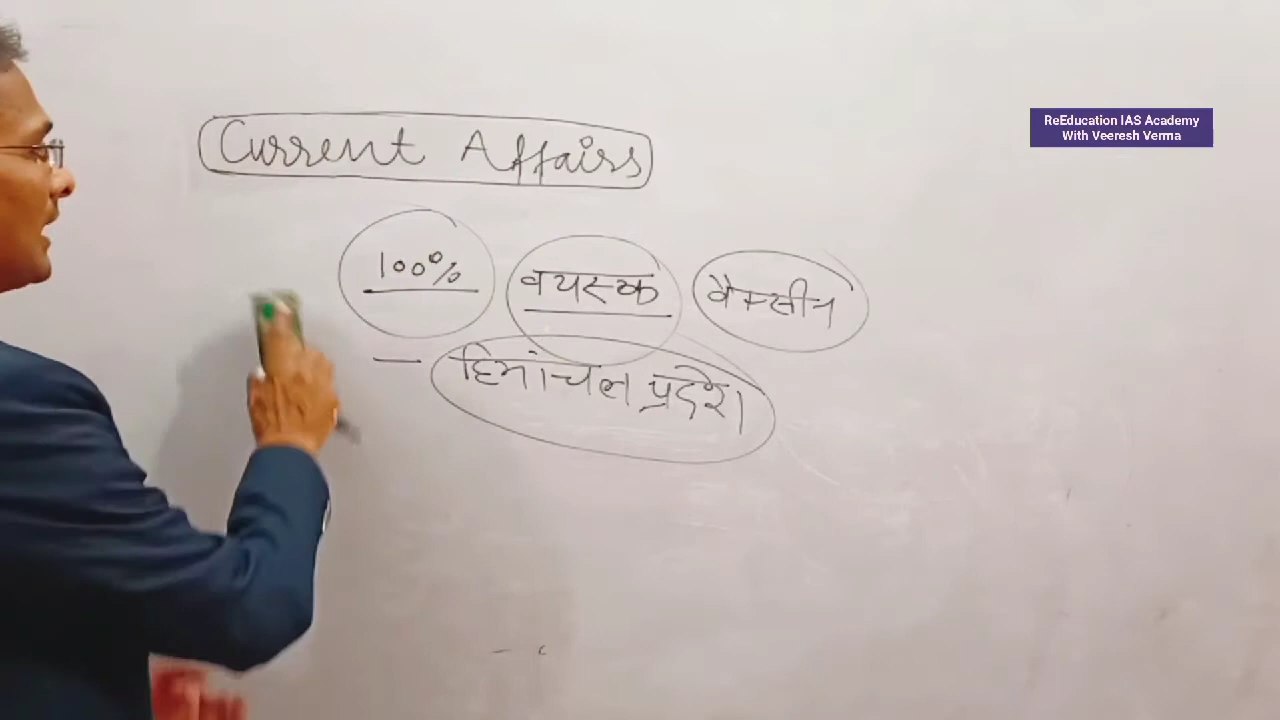 Current Affairs
ReEducation IAS Academy
With Veeresh Verma
100% वयस्क वैक्सीन
— हिमांचल प्रदेश